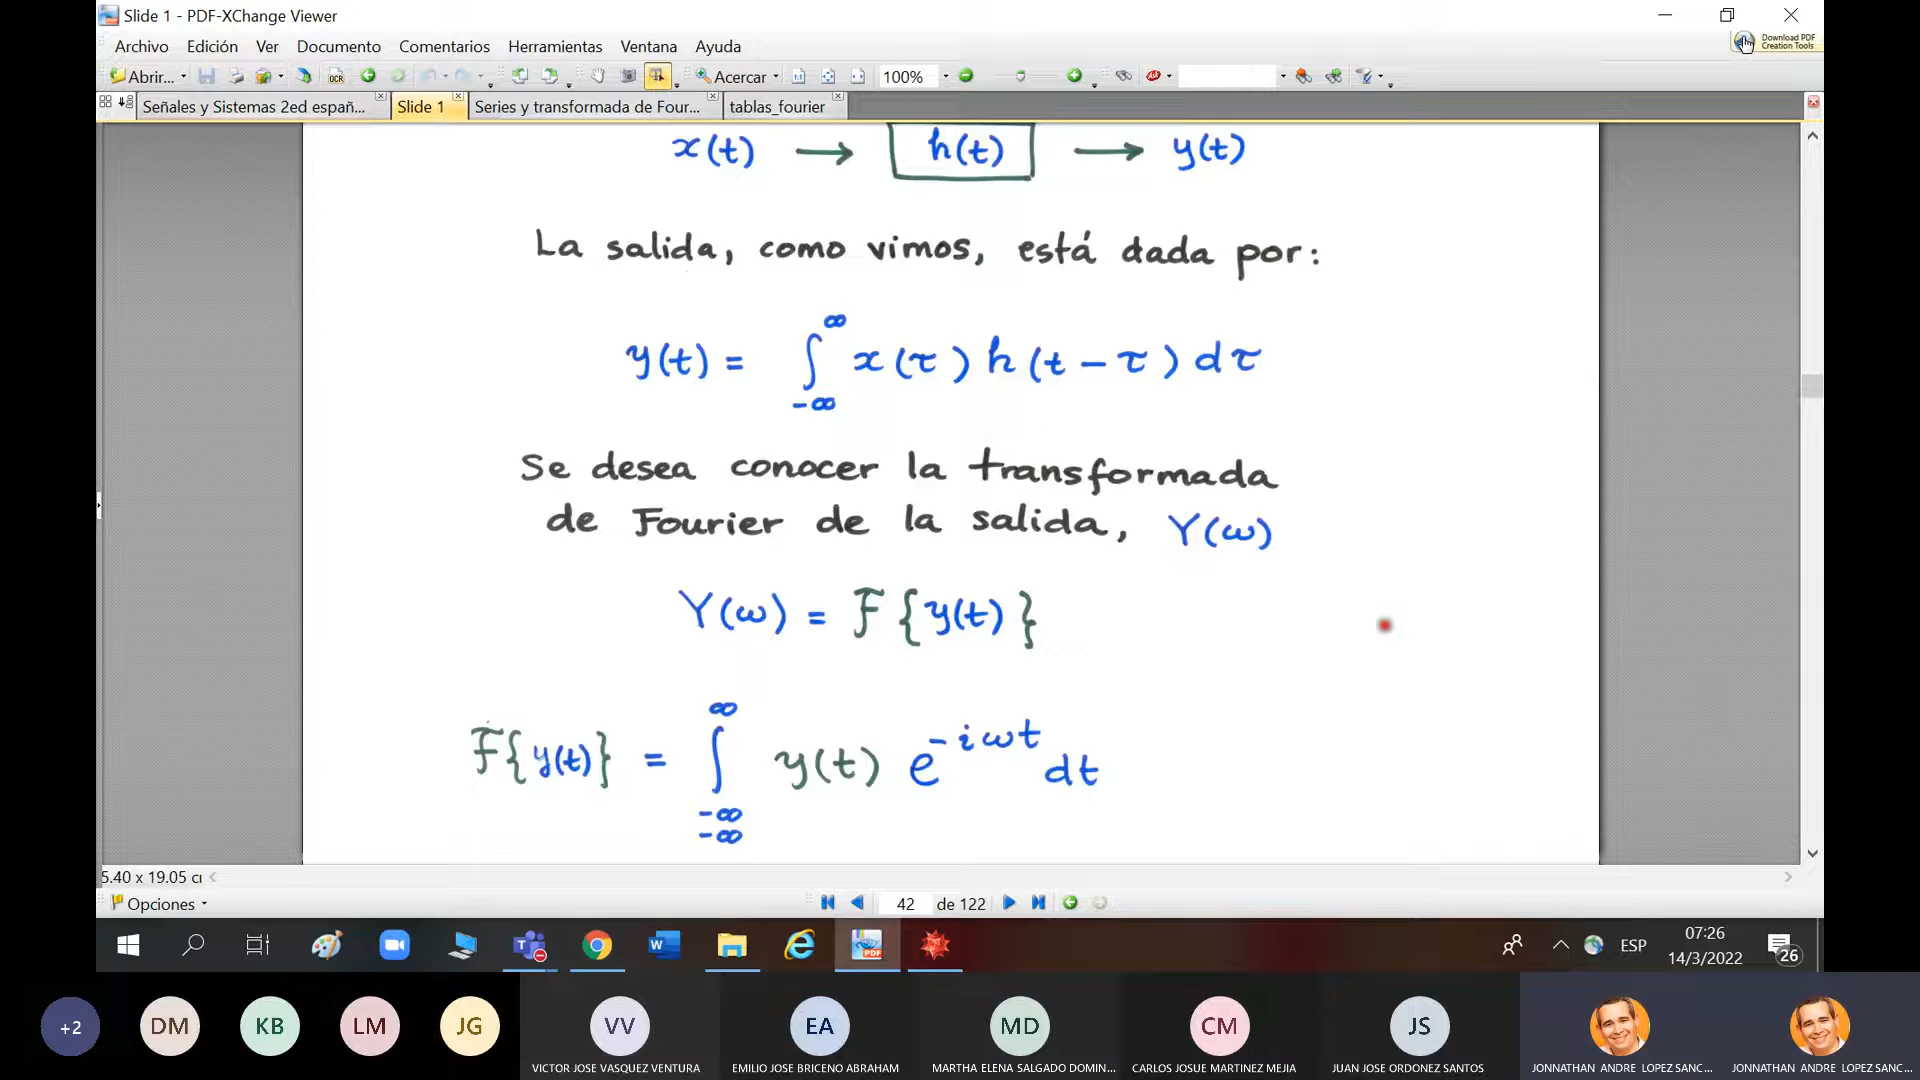 Slide 1 - PDF-XChange Viewer
Archivo Edición Ver Documento Comentarios Herramientas Ventana Ayuda
Download PDF
Creation Tools
Abrir... OCR Acercar 100%
Señales y Sistemas 2ed españ... Slide 1 Series y transformada de Four... tablas_fourier
x(t) → h(t) → y(t)
La salida, como vimos, está dada por:
y(t) = ∫_{-∞}^{∞} x(τ) h(t-τ) dτ
Se desea conocer la transformada
de Fourier de la salida, Y(ω)
Y(ω) = F{y(t)}
F{y(t)} = ∫_{-∞}^{∞} y(t) e^{-iωt} dt
-∞
5.40 x 19.05 cı
Opciones 42 de 122
ESP 07:26
14/3/2022 26
+2 DM KB LM JG VV EA MD CM JS
VICTOR JOSE VASQUEZ VENTURA EMILIO JOSE BRICENO ABRAHAM MARTHA ELENA SALGADO DOMIN... CARLOS JOSUE MARTINEZ MEJIA JUAN JOSE ORDONEZ SANTOS JONNATHAN ANDRE LOPEZ SANC... JONNATHAN ANDRE LOPEZ SANC...